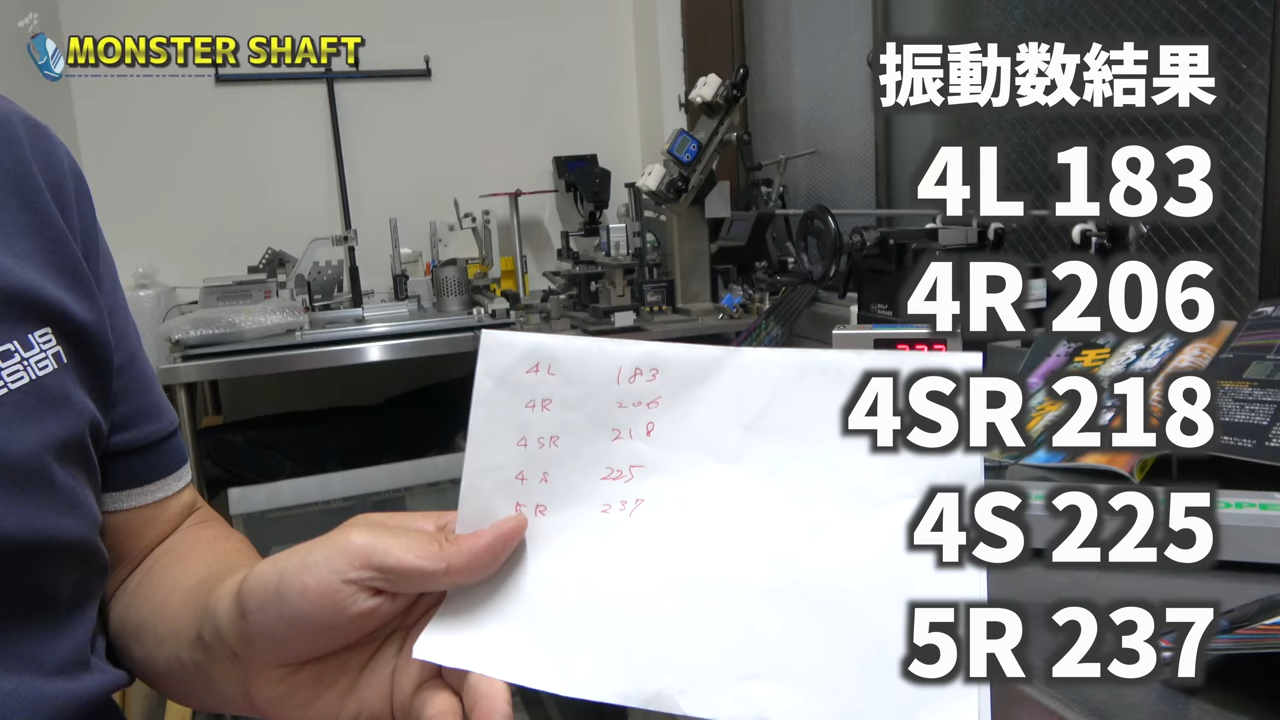 MONSTER SHAFT
振動数結果
4L 183
4R 206
4SR 218
4S 225
5R 237
4L 183
4R 206
4SR 218
4S 225
5R 237